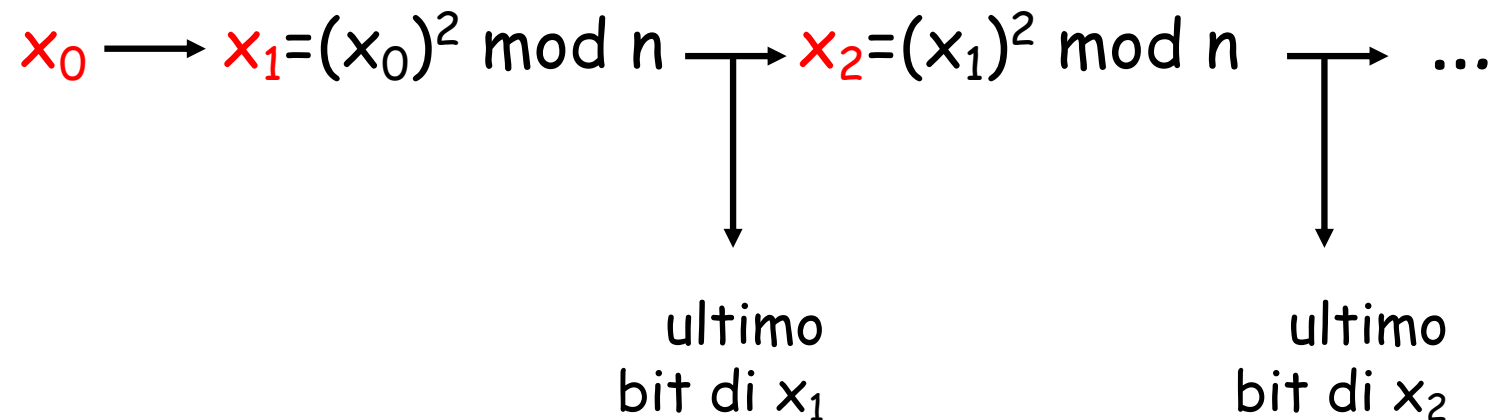 x₀ x₁=(x₀)² mod n x₂=(x₁)² mod n ...
ultimo ultimo
bit di x₁ bit di x₂